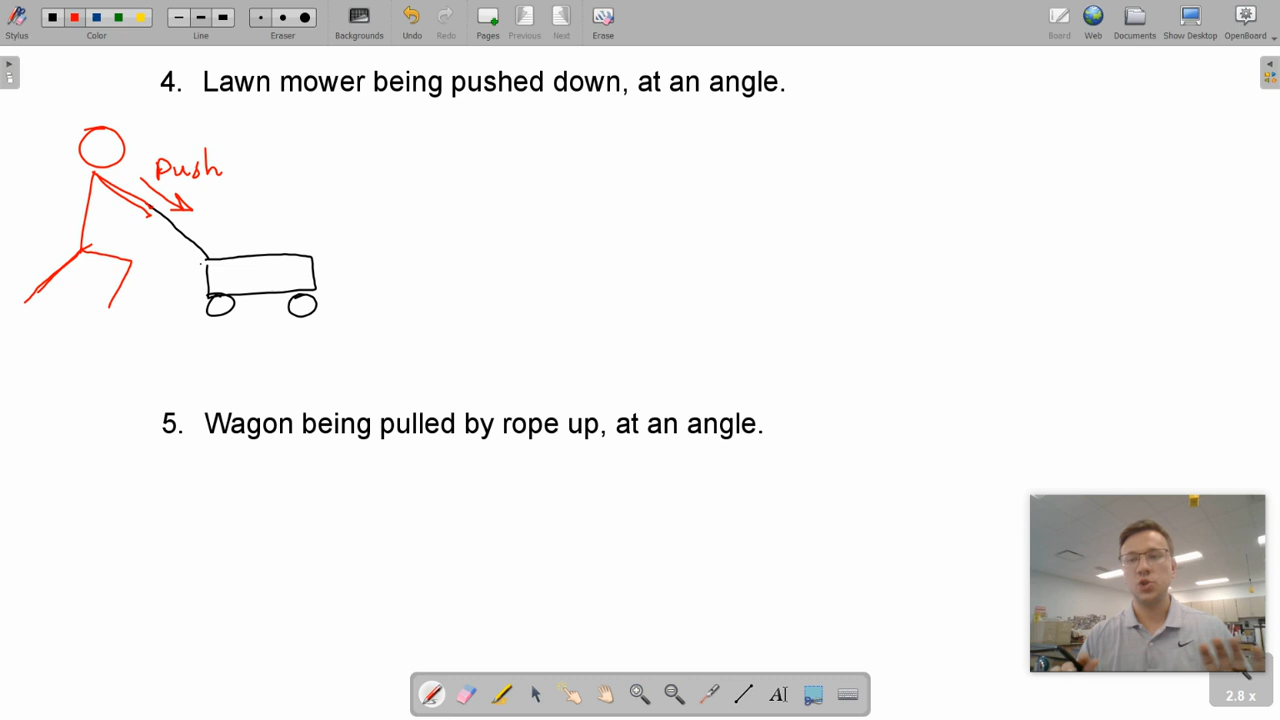 Stylus
Color
Line
Eraser
Backgrounds
Undo
Redo
Pages
Previous
Next
Erase
Board
Web
Documents
Show Desktop
OpenBoard
4. Lawn mower being pushed down, at an angle.
Push
5. Wagon being pulled by rope up, at an angle.
AI
2.8 x